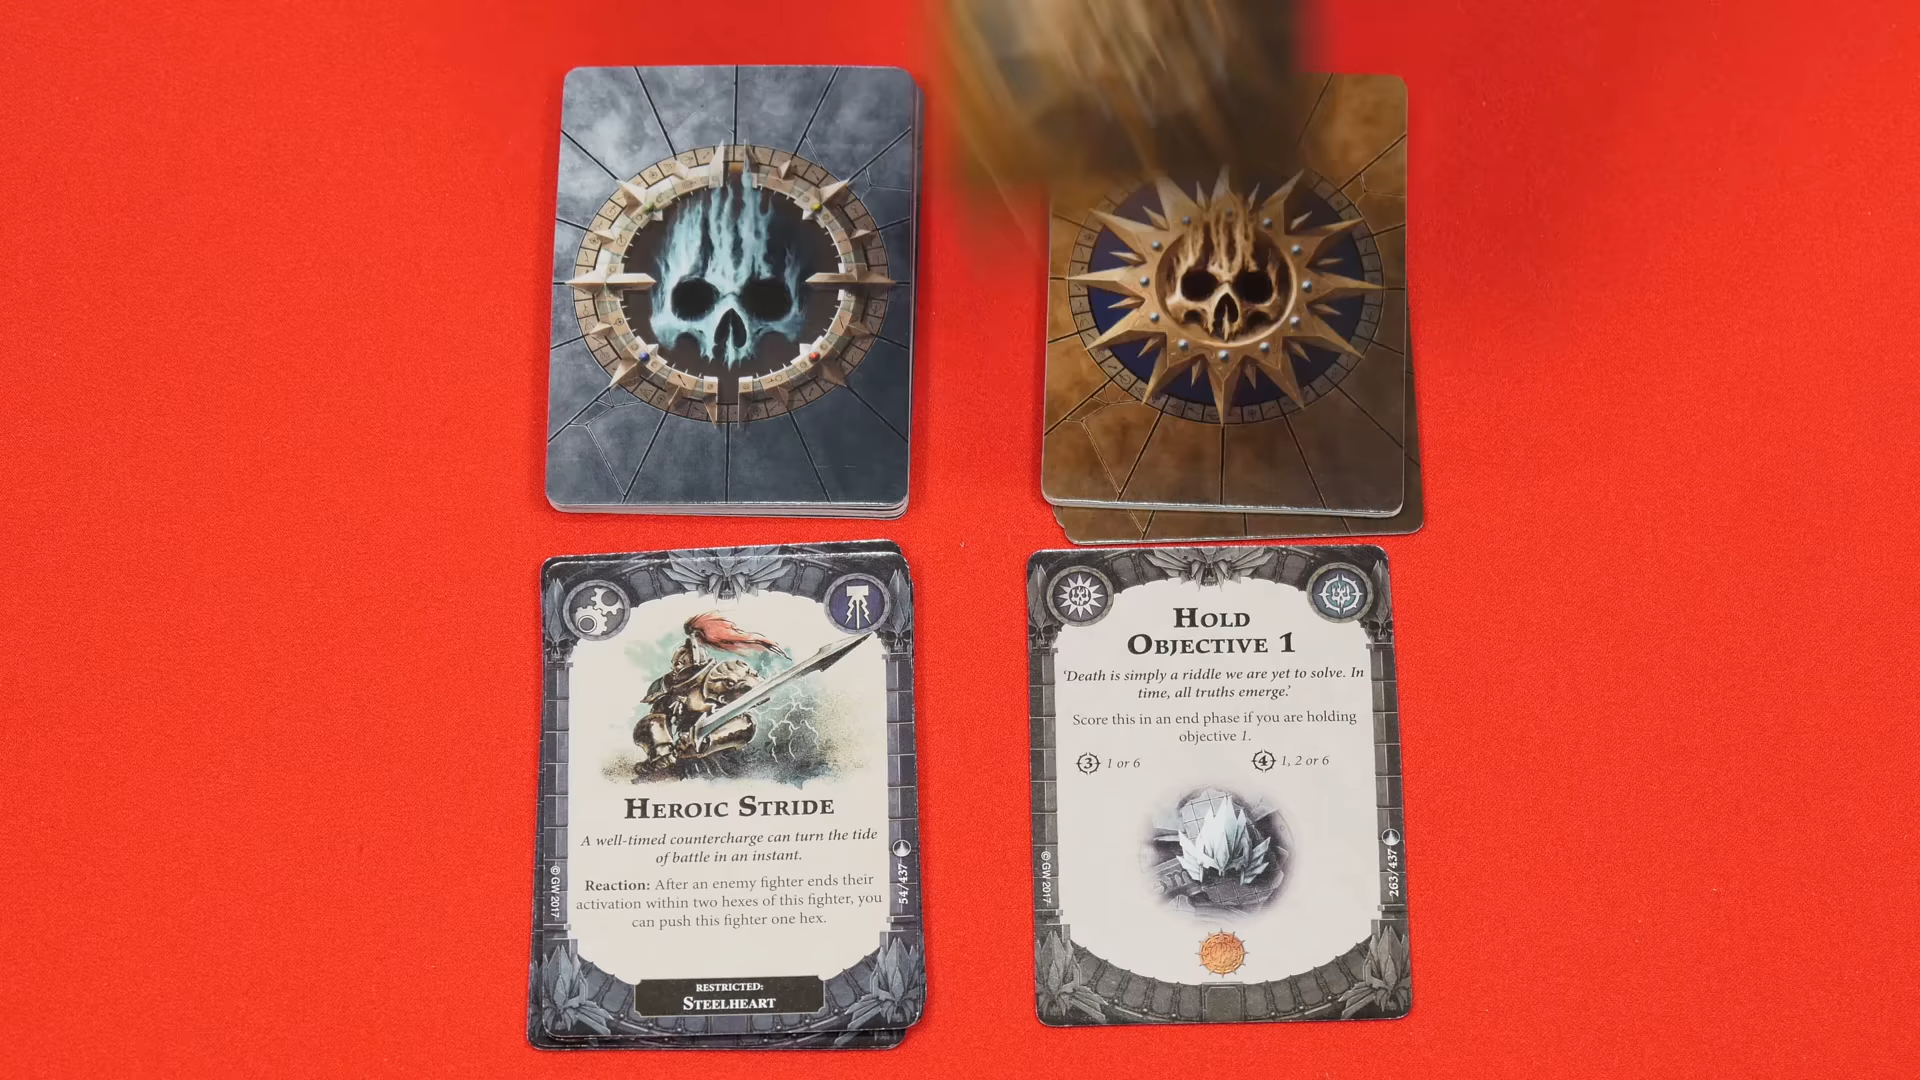 HEROIC STRIDE
A well-timed countercharge can turn the tide
of battle in an instant.
Reaction: After an enemy fighter ends their
activation within two hexes of this fighter, you
can push this fighter one hex.
RESTRICTED:
STEELHEART
© GW 2017
54/437
HOLD
OBJECTIVE 1
'Death is simply a riddle we are yet to solve. In
time, all truths emerge.'
Score this in an end phase if you are holding
objective 1.
3 1 or 6
4 1, 2 or 6
© GW 2017
263/437